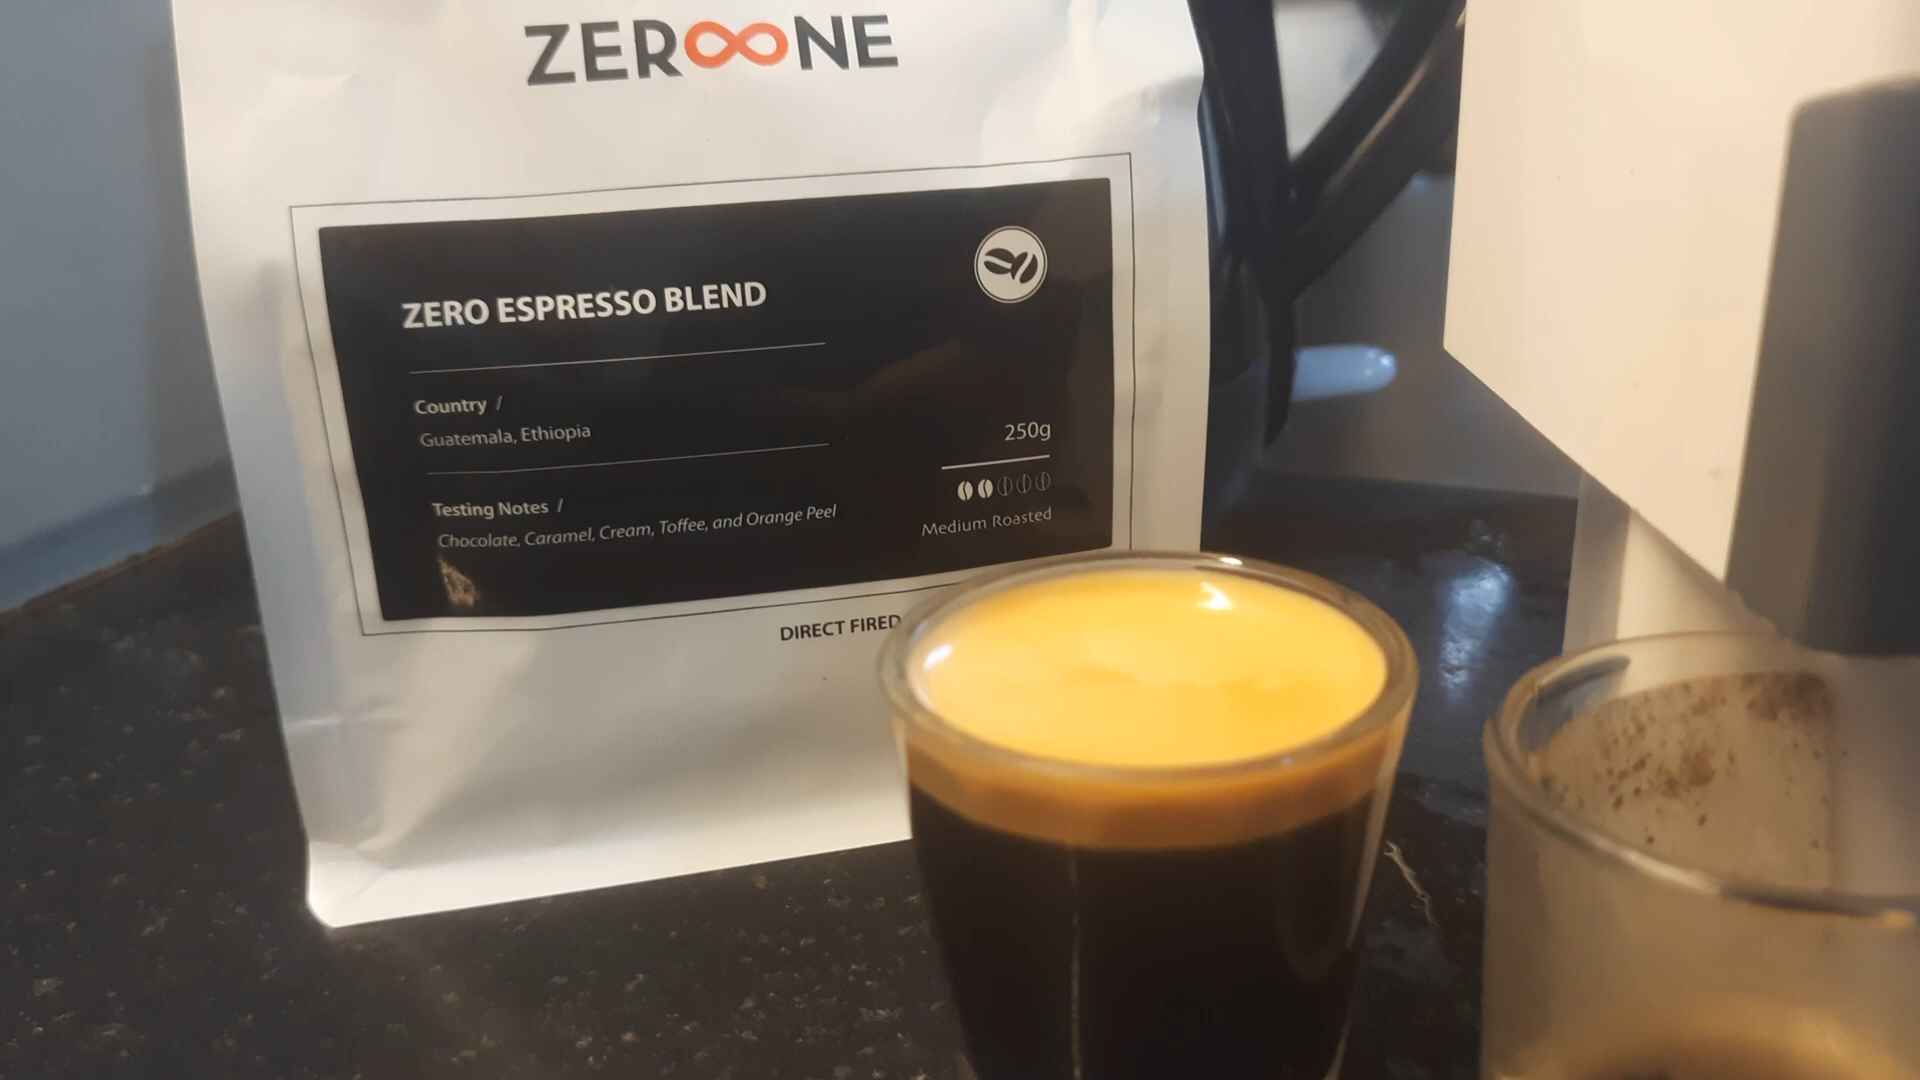 ZEROONE
ZERO ESPRESSO BLEND
Country /
Guatemala, Ethiopia
250g
Testing Notes /
Chocolate, Caramel, Cream, Toffee, and Orange Peel
Medium Roasted
DIRECT FIRED